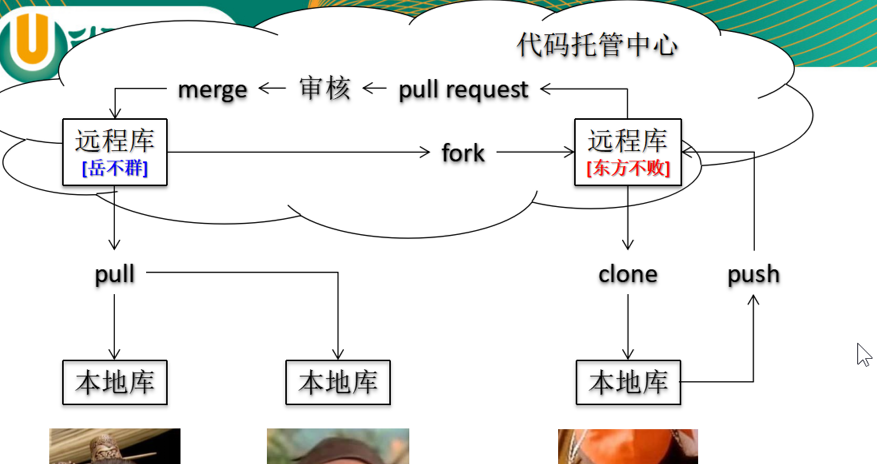 代码托管中心
merge
审核
pull request
远程库
[岳不群]
fork
远程库
[东方不败]
pull
clone
push
本地库
本地库
本地库